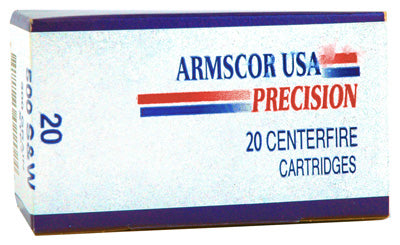 ARMSCOR USA
PRECISION
20 CENTERFIRE
CARTRIDGES
20
500 S&W